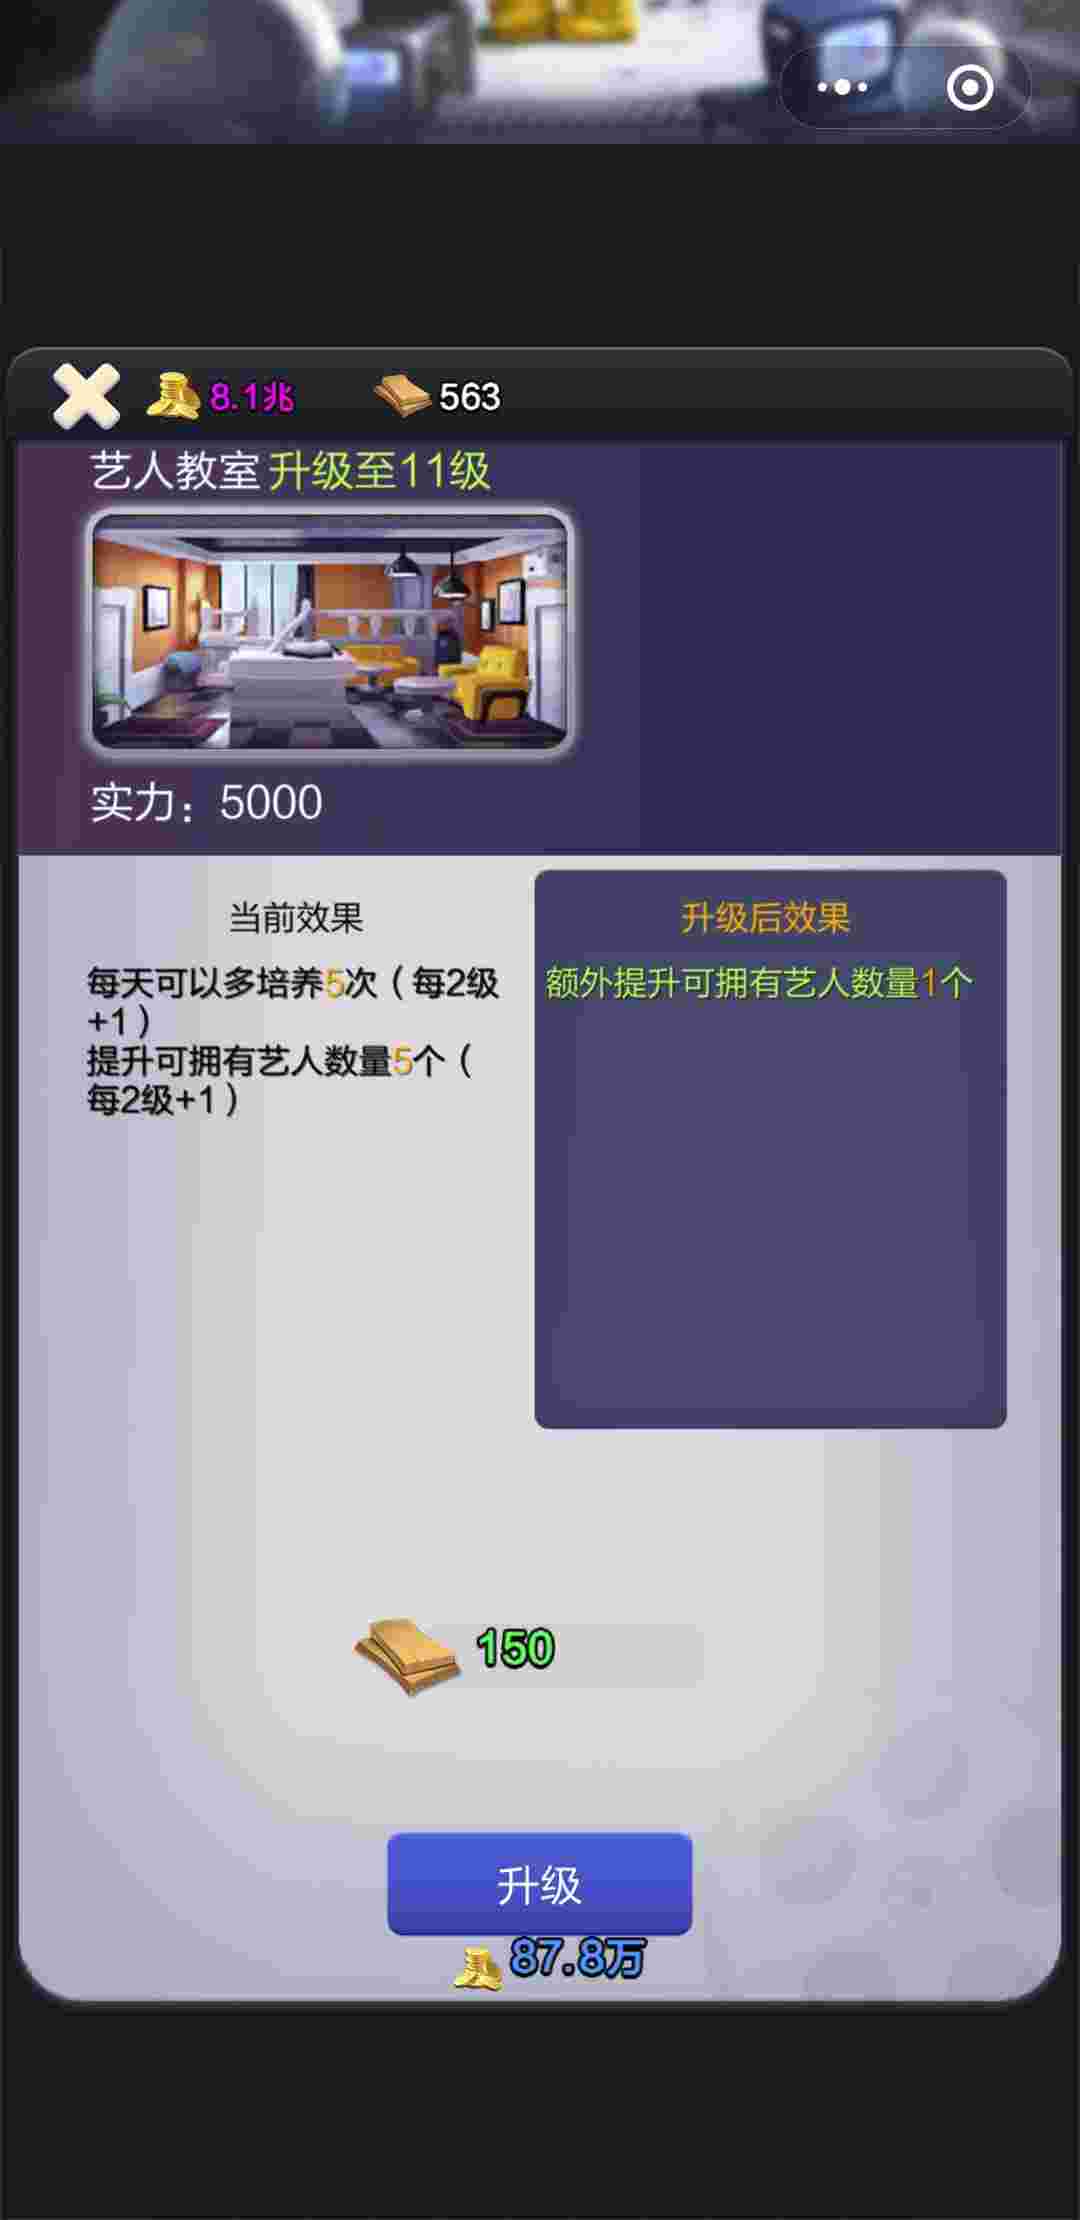 8.1兆 563
艺人教室升级至11级
实力：5000
当前效果
每天可以多培养5次（每2级
+1）
提升可拥有艺人数量5个（
每2级+1）
升级后效果
额外提升可拥有艺人数量1个
150
升级
87.8万